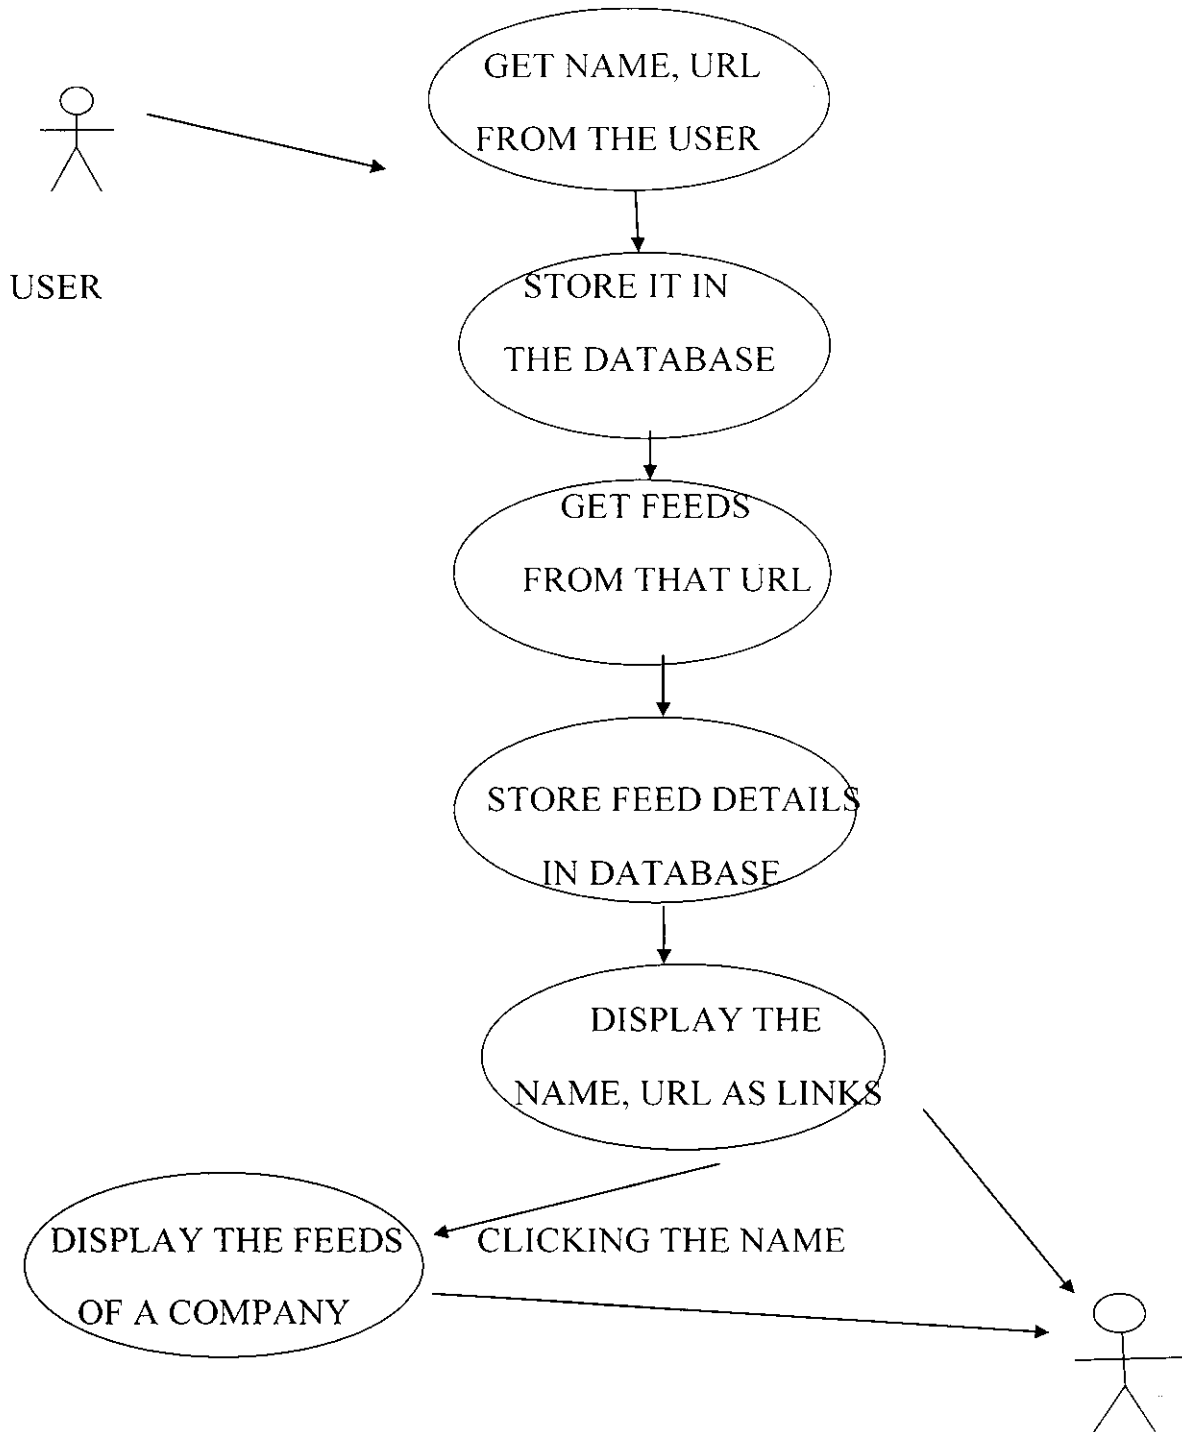 GET NAME, URL
FROM THE USER
USER
STORE IT IN
THE DATABASE
GET FEEDS
FROM THAT URL
STORE FEED DETAILS
IN DATABASE
DISPLAY THE
NAME, URL AS LINKS
DISPLAY THE FEEDS
OF A COMPANY
CLICKING THE NAME